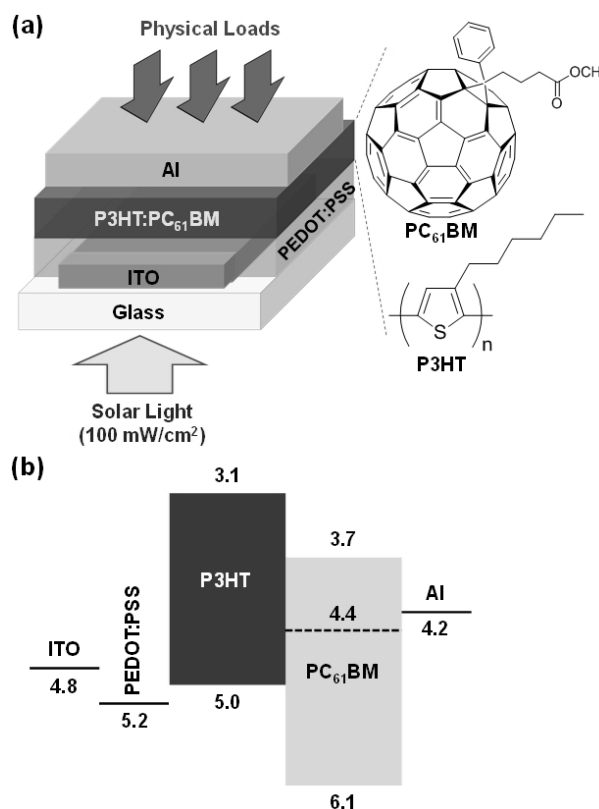 (a)
Physical Loads
Al
P3HT:PC61BM
PEDOT:PSS
ITO
Glass
Solar Light
(100 mW/cm²)
O
OCH
PC61BM
S
n
P3HT
(b)
3.1
3.7
P3HT
Al
4.4
4.2
ITO
4.8
PEDOT:PSS
5.2
5.0
PC61BM
6.1